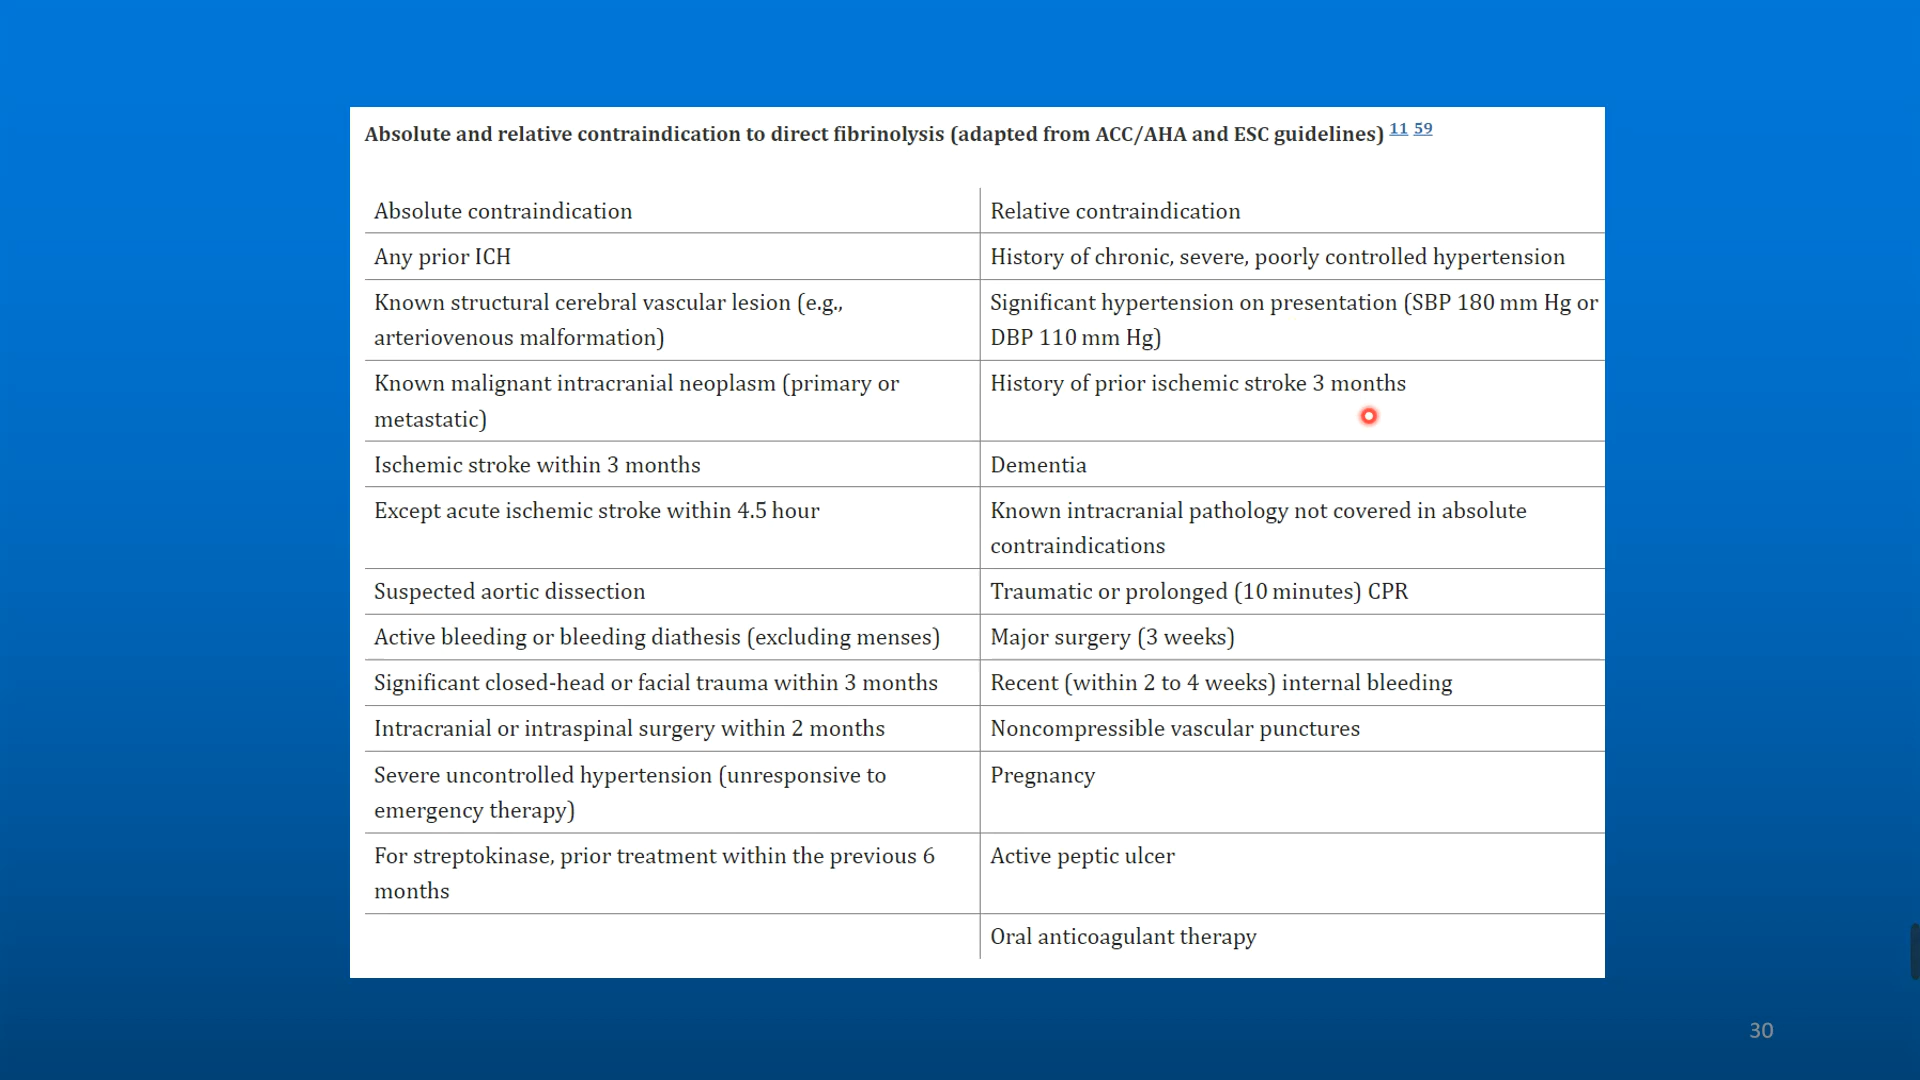 Absolute and relative contraindication to direct fibrinolysis (adapted from ACC/AHA and ESC guidelines) 11 59
Absolute contraindication
Relative contraindication
Any prior ICH
History of chronic, severe, poorly controlled hypertension
Known structural cerebral vascular lesion (e.g.,
arteriovenous malformation)
Significant hypertension on presentation (SBP 180 mm Hg or
DBP 110 mm Hg)
Known malignant intracranial neoplasm (primary or
metastatic)
History of prior ischemic stroke 3 months
Ischemic stroke within 3 months
Dementia
Except acute ischemic stroke within 4.5 hour
Known intracranial pathology not covered in absolute
contraindications
Suspected aortic dissection
Traumatic or prolonged (10 minutes) CPR
Active bleeding or bleeding diathesis (excluding menses)
Major surgery (3 weeks)
Significant closed-head or facial trauma within 3 months
Recent (within 2 to 4 weeks) internal bleeding
Intracranial or intraspinal surgery within 2 months
Noncompressible vascular punctures
Severe uncontrolled hypertension (unresponsive to
emergency therapy)
Pregnancy
For streptokinase, prior treatment within the previous 6
months
Active peptic ulcer
Oral anticoagulant therapy
30